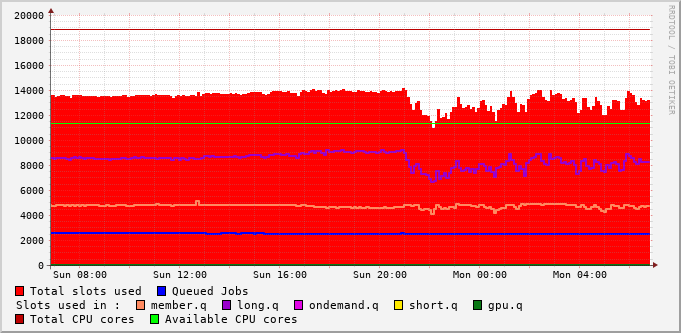 20000
18000
16000
14000
12000
10000
8000
6000
4000
2000
0
Sun 08:00 Sun 12:00 Sun 16:00 Sun 20:00 Mon 00:00 Mon 04:00
Total slots used Queued Jobs
Slots used in : member.q long.q ondemand.q short.q gpu.q
Total CPU cores Available CPU cores
RRDTOOL / TOBI OETIKER